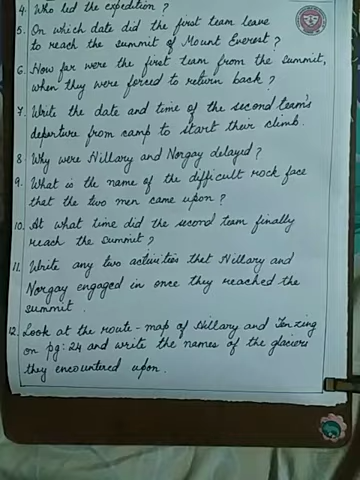 4. Who led the expedition?
5. On which date did the first team leave
to reach the summit of Mount Everest?
6. How far were the first team from the summit,
when they were forced to return back?
7. Write the date and time of the second team's
departure from camp to start their climb.
8. Why were Hillary and Norgay delayed?
9. What is the name of the difficult rock face
that the two men came upon?
10. At what time did the second team finally
reach the summit?
11. Write any two activities that Hillary and
Norgay engaged in once they reached the
summit.
12. Look at the route-map of Hillary and Tenzing
on pg: 24 and write the names of the glaciers
they encountered upon.